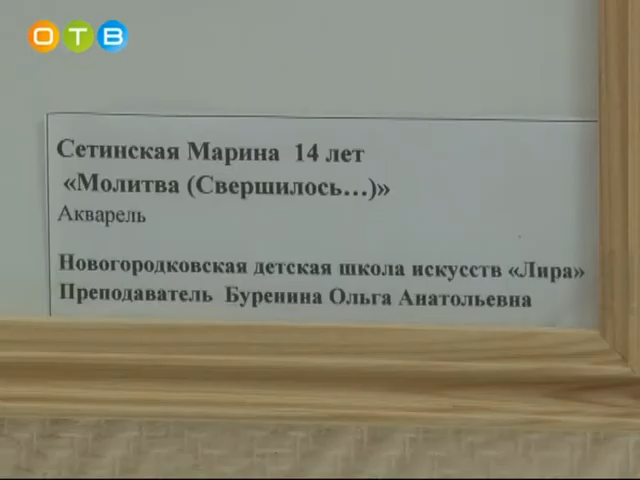 ОТВ
Сетинская Марина 14 лет
«Молитва (Свершилось...)»
Акварель
Новогородковская детская школа искусств «Лира»
Преподаватель Буренина Ольга Анатольевна